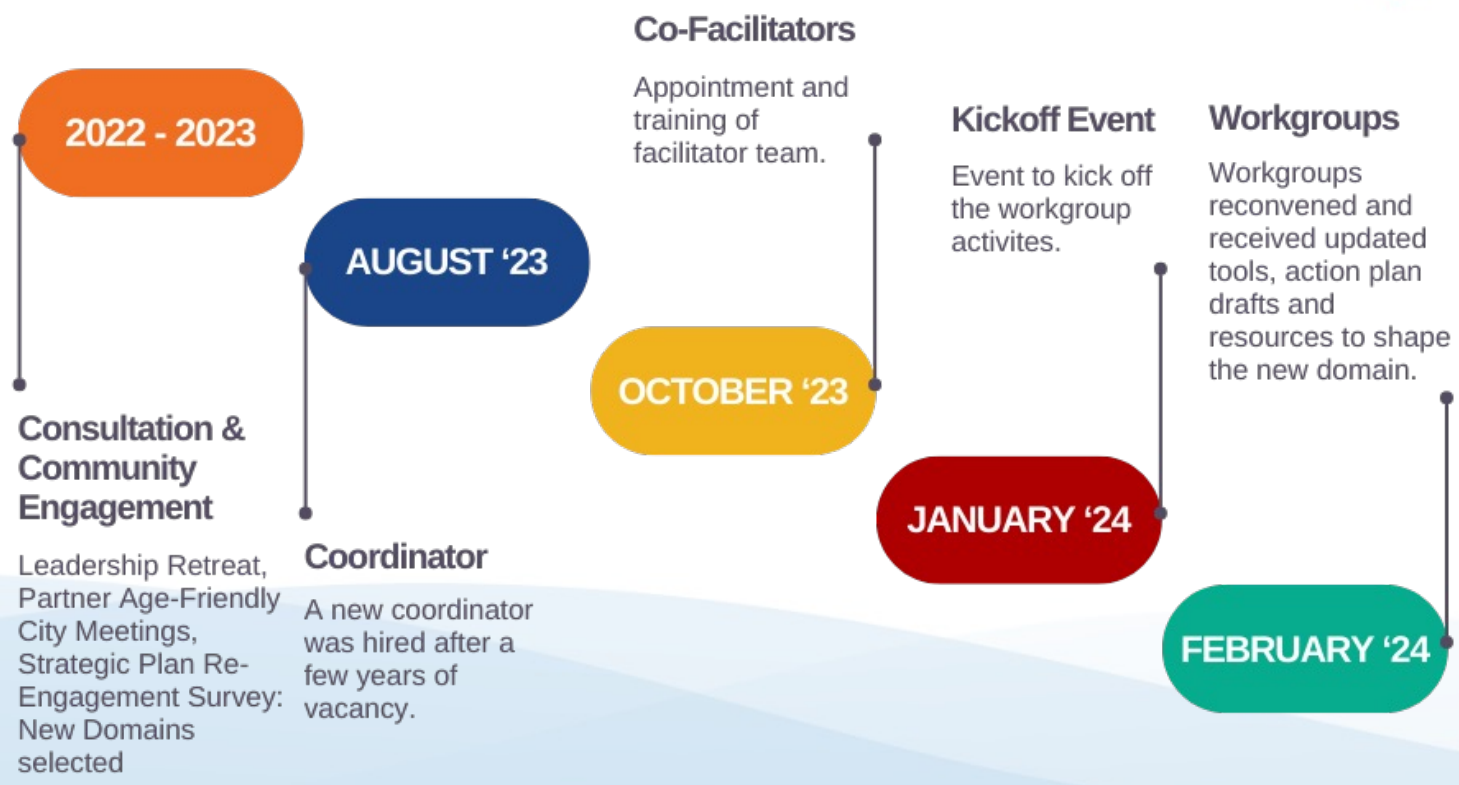 2022 - 2023
Consultation &
Community
Engagement
Leadership Retreat,
Partner Age-Friendly
City Meetings,
Strategic Plan Re-
Engagement Survey:
New Domains
selected
AUGUST ‘23
Coordinator
A new coordinator
was hired after a
few years of
vacancy.
Co-Facilitators
Appointment and
training of
facilitator team.
OCTOBER ‘23
Kickoff Event
Event to kick off
the workgroup
activites.
JANUARY ‘24
Workgroups
Workgroups
reconvened and
received updated
tools, action plan
drafts and
resources to shape
the new domain.
FEBRUARY ‘24